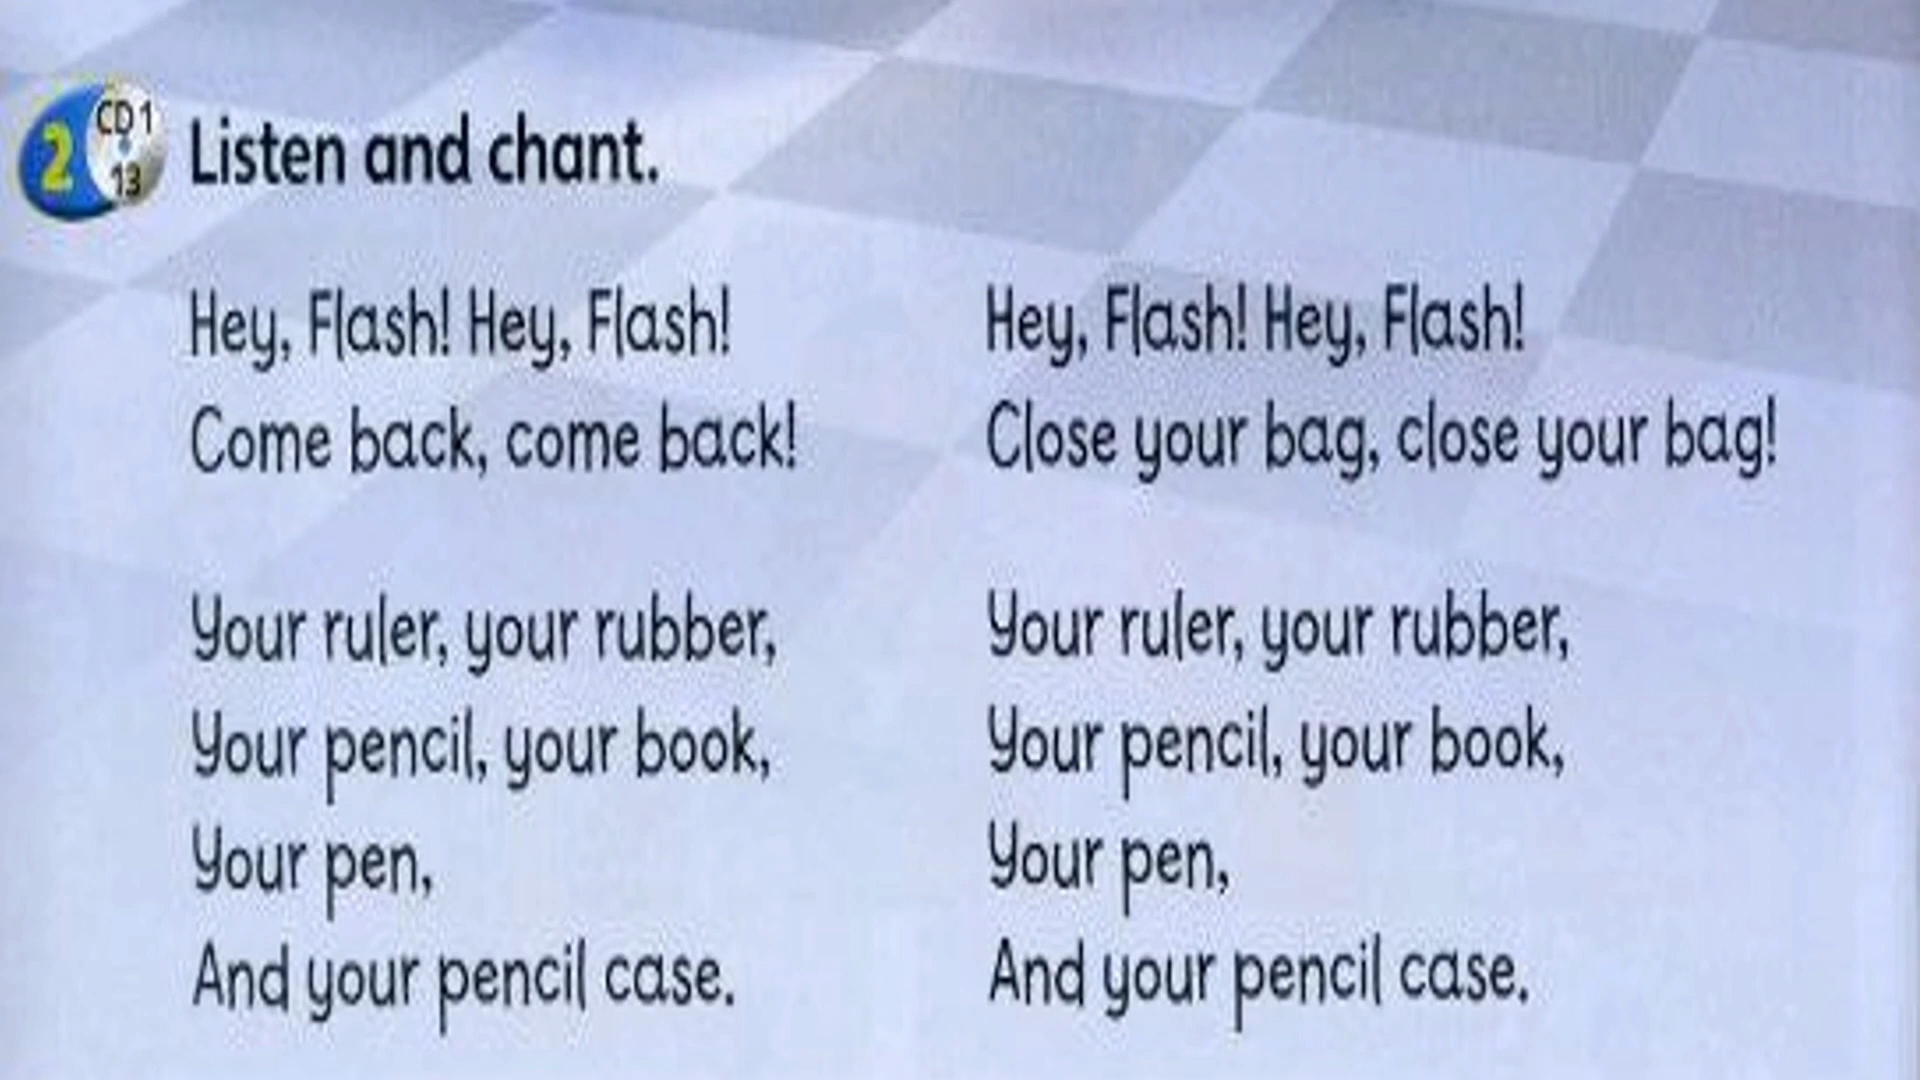 2
CD 1
13
Listen and chant.
Hey, Flash! Hey, Flash!
Come back, come back!
Your ruler, your rubber,
Your pencil, your book,
Your pen,
And your pencil case.
Hey, Flash! Hey, Flash!
Close your bag, close your bag!
Your ruler, your rubber,
Your pencil, your book,
Your pen,
And your pencil case.